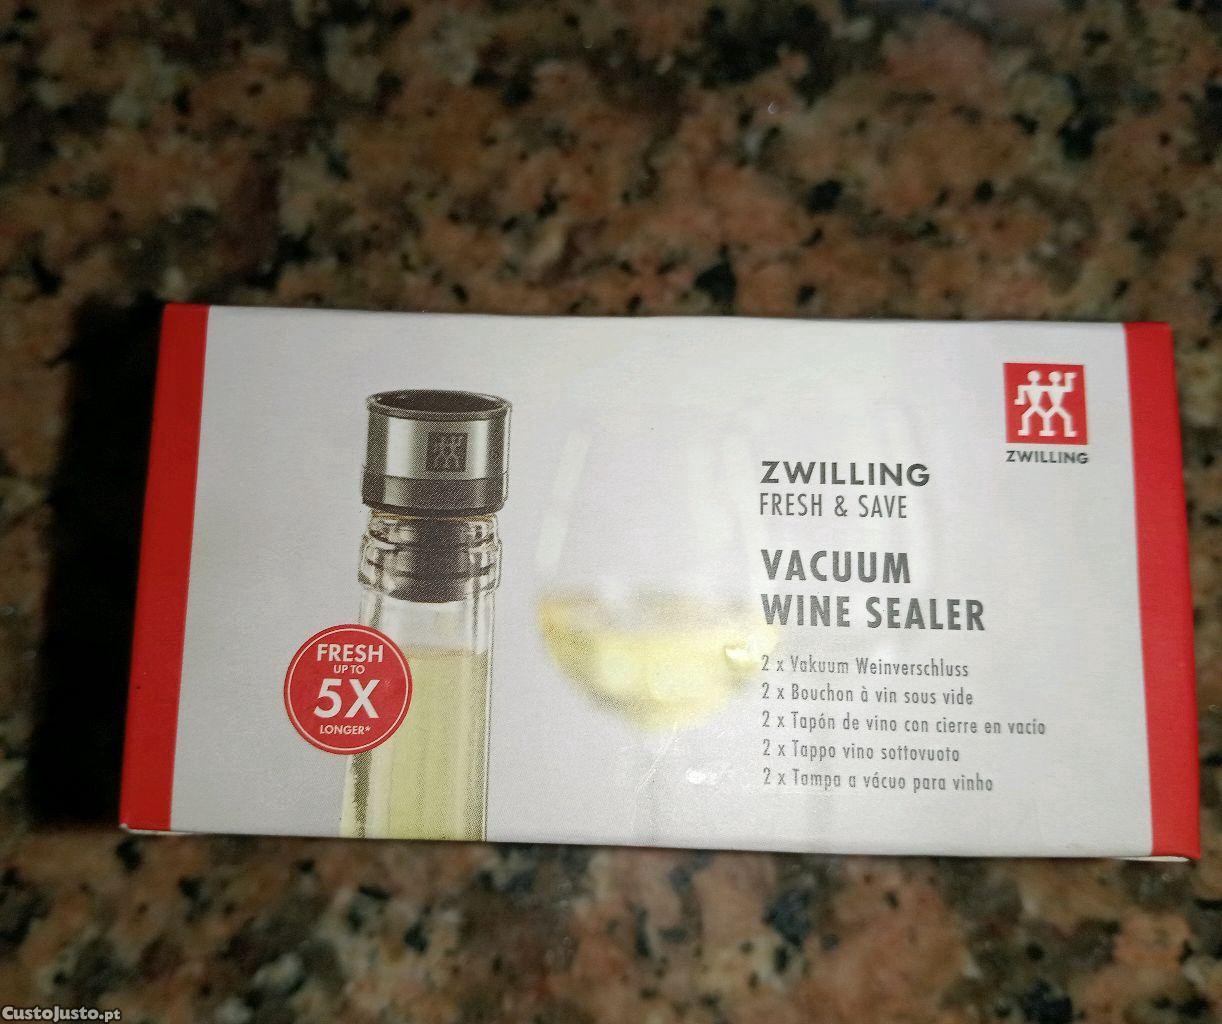 ZWILLING
ZWILLING
FRESH & SAVE
VACUUM
WINE SEALER
2 x Vakuum Weinverschluss
2 x Bouchon à vin sous vide
2 x Tapón de vino con cierre en vacío
2 x Tappo vino sottovuoto
2 x Tampa a vácuo para vinho
FRESH
UP TO
5X
LONGER*
CustoJusto.pt